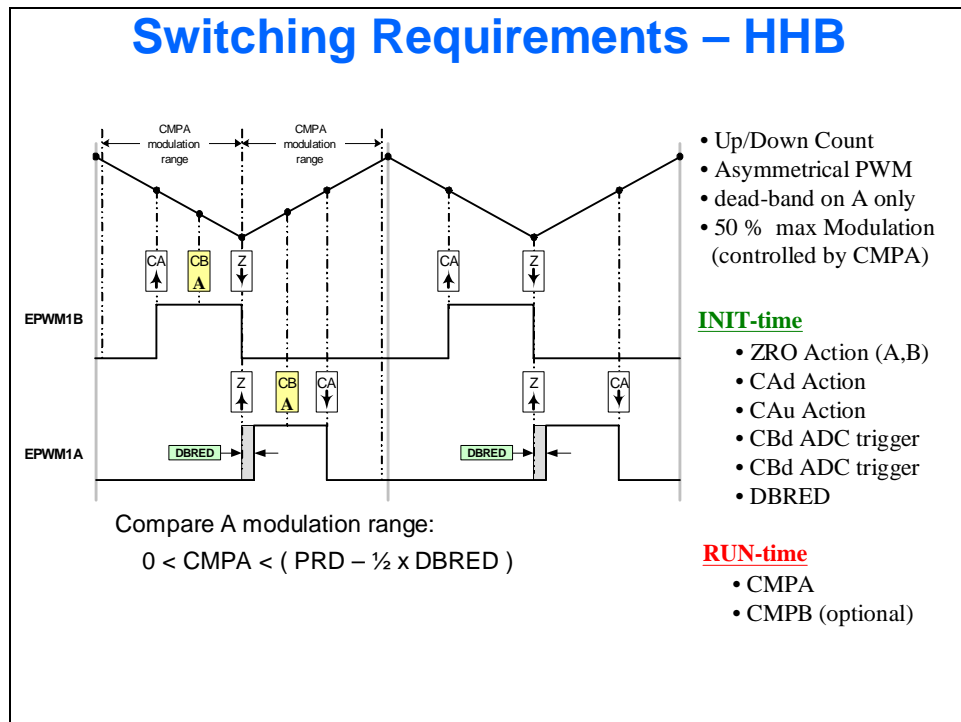 Switching Requirements – HHB
CMPA
modulation
range
CMPA
modulation
range
CA
CB
A
Z
CA
Z
EPWM1B
Z
CB
A
CA
Z
CA
DBRED
DBRED
EPWM1A
Compare A modulation range:
0 < CMPA < ( PRD – ½ x DBRED )
• Up/Down Count
• Asymmetrical PWM
• dead-band on A only
• 50 % max Modulation
(controlled by CMPA)
INIT-time
• ZRO Action (A,B)
• CAd Action
• CAu Action
• CBd ADC trigger
• CBd ADC trigger
• DBRED
RUN-time
• CMPA
• CMPB (optional)